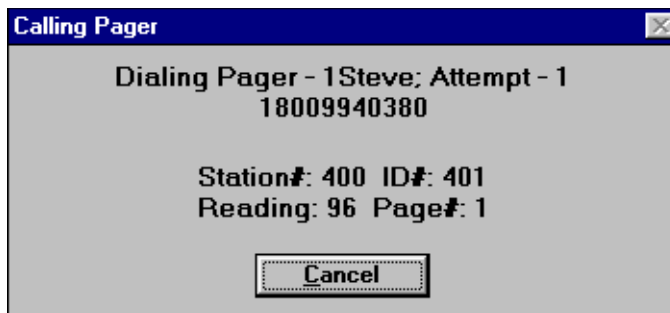 Calling Pager
Dialing Pager - 1Steve; Attempt - 1
18009940380
Station#: 400 ID#: 401
Reading: 96 Page#: 1
Cancel